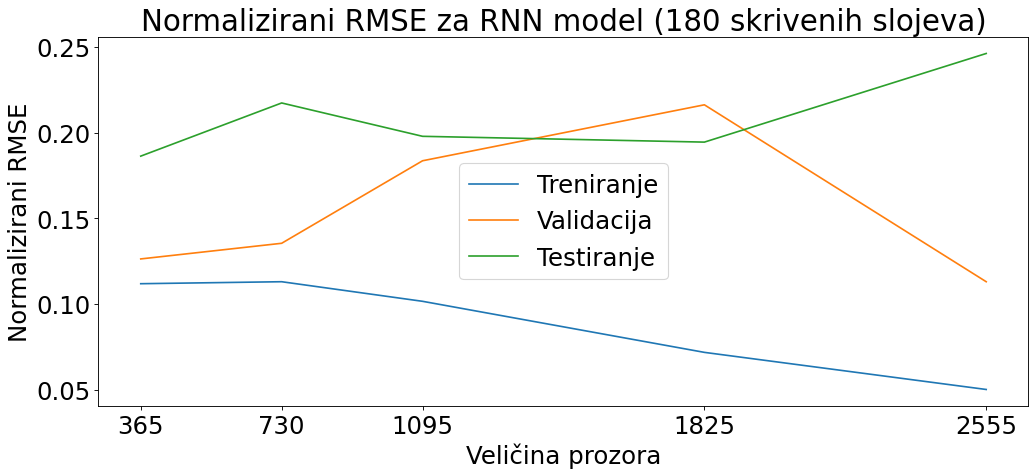 Normalizirani RMSE za RNN model (180 skrivenih slojeva)
Normalizirani RMSE
0.25
0.20
0.15
0.10
0.05
Treniranje
Validacija
Testiranje
365 730 1095 1825 2555
Veličina prozora